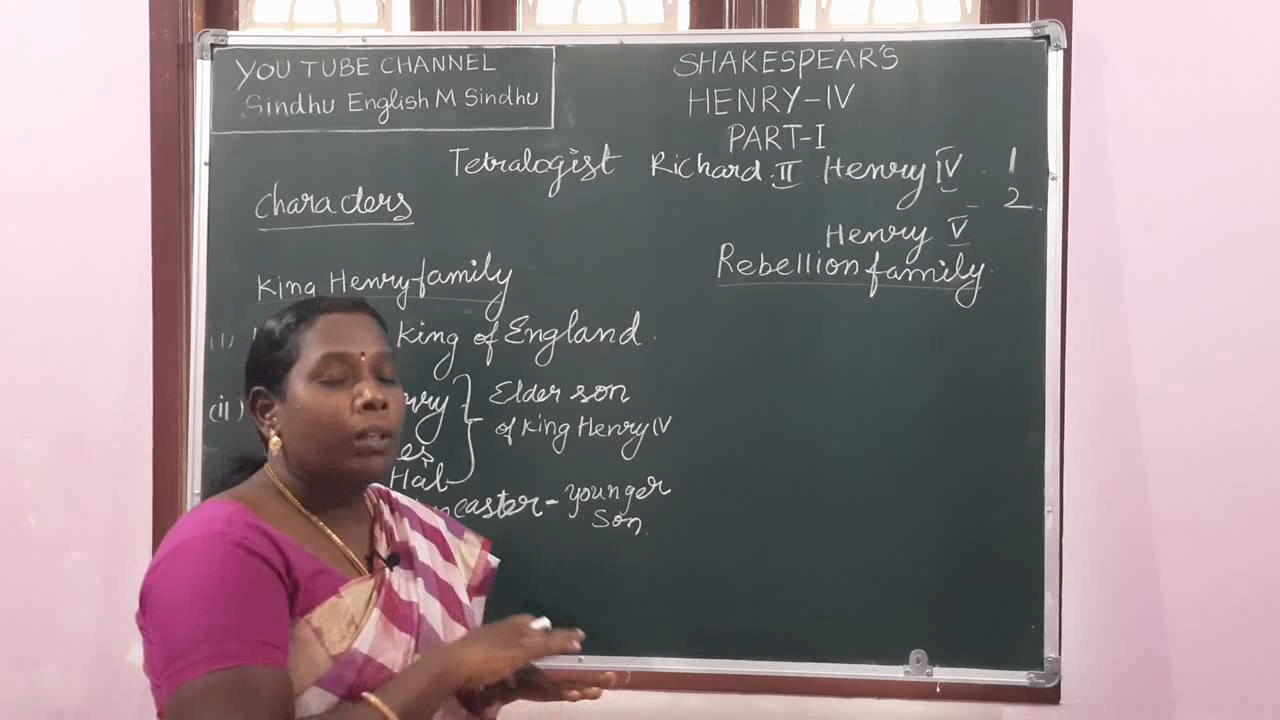 YOU TUBE CHANNEL
Sindhu English M Sindhu
SHAKESPEAR'S
HENRY-IV
PART-I
Tetralogist Richard.II Henry IV. 1
2
Henry V
characters
Rebellion family
King Henry family
(i) King of England.
(ii) Elder son
of King Henry IV
Hal
younger
Son.